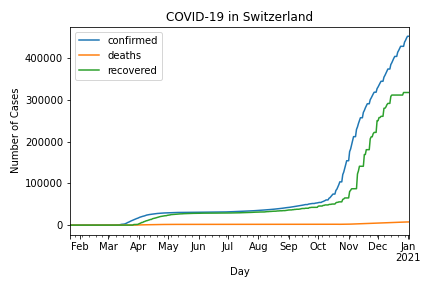 COVID-19 in Switzerland
confirmed
deaths
recovered
Number of Cases
400000
300000
200000
100000
0
Feb Mar Apr May Jun Jul Aug Sep Oct Nov Dec Jan
2021
Day